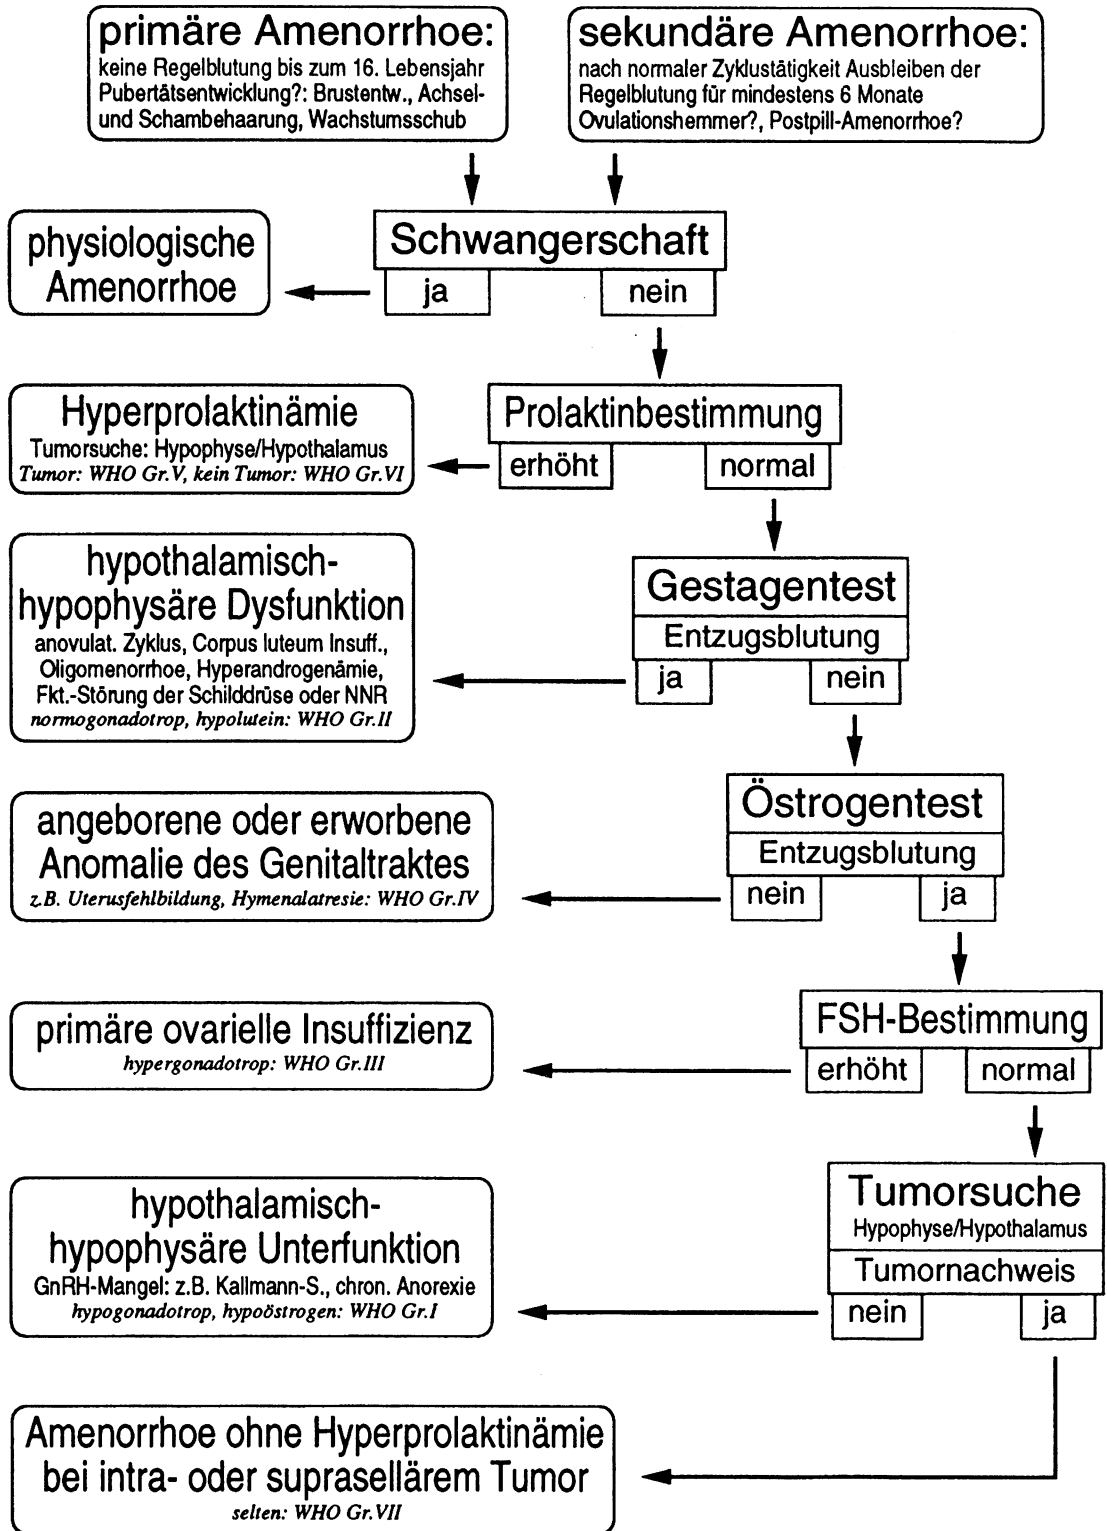 primäre Amenorrhoe:
keine Regelblutung bis zum 16. Lebensjahr
Pubertätsentwicklung?: Brustentw., Achsel-
und Schambehaarung, Wachstumsschub
sekundäre Amenorrhoe:
nach normaler Zyklustätigkeit Ausbleiben der
Regelblutung für mindestens 6 Monate
Ovulationshemmer?, Postpill-Amenorrhoe?
Schwangerschaft
ja
nein
physiologische
Amenorrhoe
Prolaktinbestimmung
erhöht
normal
Hyperprolaktinämie
Tumorsuche: Hypophyse/Hypothalamus
Tumor: WHO Gr.V, kein Tumor: WHO Gr.VI
Gestagentest
Entzugsblutung
ja
nein
hypothalamisch-
hypophysäre Dysfunktion
anovulat. Zyklus, Corpus luteum Insuff.,
Oligomenorrhoe, Hyperandrogenämie,
Fkt.-Störung der Schilddrüse oder NNR
normogonadotrop, hypolutein: WHO Gr.II
Östrogentest
Entzugsblutung
nein
ja
angeborene oder erworbene
Anomalie des Genitaltraktes
z.B. Uterusfehlbildung, Hymenalatresie: WHO Gr.IV
FSH-Bestimmung
erhöht
normal
primäre ovarielle Insuffizienz
hypergonadotrop: WHO Gr.III
Tumorsuche
Hypophyse/Hypothalamus
Tumornachweis
nein
ja
hypothalamisch-
hypophysäre Unterfunktion
GnRH-Mangel: z.B. Kallmann-S., chron. Anorexie
hypogonadotrop, hypoöstrogen: WHO Gr.I
Amenorrhoe ohne Hyperprolaktinämie
bei intra- oder suprasellärem Tumor
selten: WHO Gr.VII